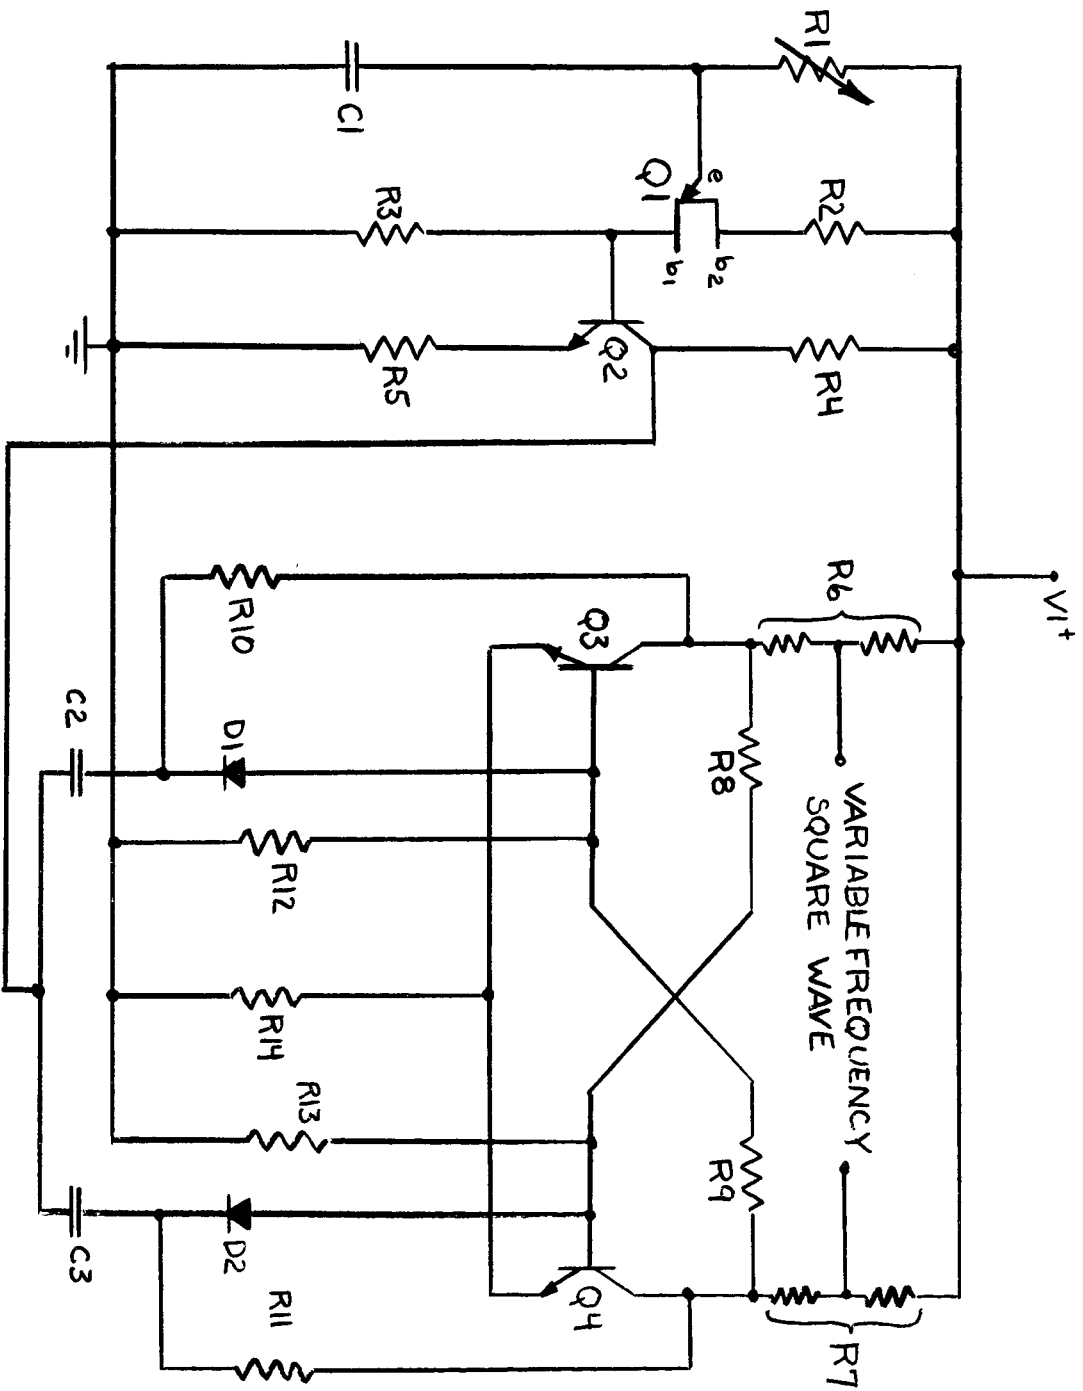 V1+
R1
R2
R4
R6
VARIABLE FREQUENCY
SQUARE WAVE
R7
e
b2
b1
Q1
Q2
R8
R9
Q3
Q4
C1
R3
R5
R10
D1
R12
R14
R13
D2
R11
C2
C3